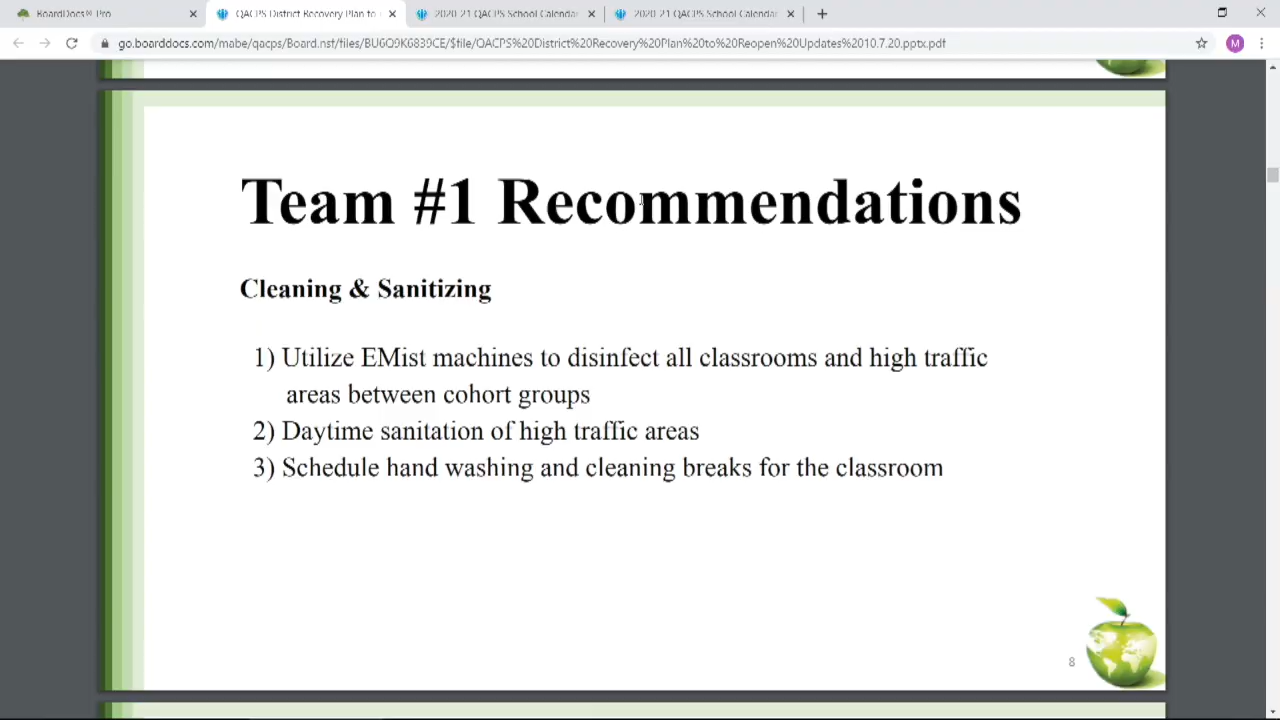 BoardDocs® Pro
QACPS District Recovery Plan to
2020-21 QACPS School Calendar
2020-21 QACPS School Calendar
go.boarddocs.com/mabe/qacps/Board.nsf/files/BU6Q9K6839CE/$file/QACPS%20District%20Recovery%20Plan%20to%20Reopen%20Updates%2010.7.20.pptx.pdf
M
Team #1 Recommendations
Cleaning & Sanitizing
1) Utilize EMist machines to disinfect all classrooms and high traffic
areas between cohort groups
2) Daytime sanitation of high traffic areas
3) Schedule hand washing and cleaning breaks for the classroom
8